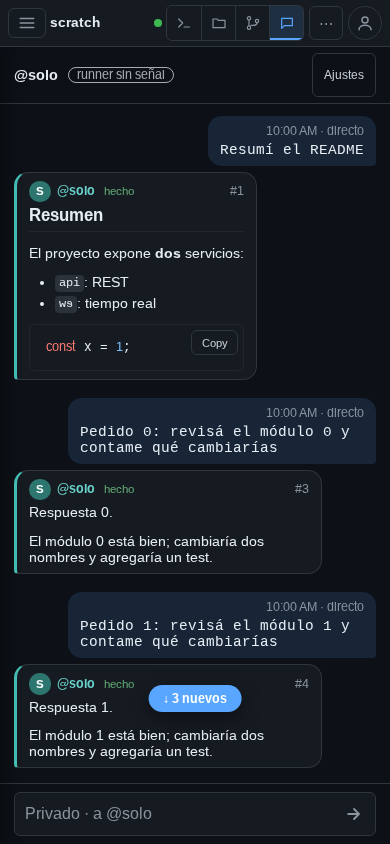 scratch
@solo runner sin señal Ajustes
10:00 AM · directo
Resumí el README
S @solo hecho #1
Resumen
El proyecto expone dos servicios:
• api: REST
• ws: tiempo real
const x = 1; Copy
10:00 AM · directo
Pedido 0: revisá el módulo 0 y
contame qué cambiarías
S @solo hecho #3
Respuesta 0.
El módulo 0 está bien; cambiaría dos
nombres y agregaría un test.
10:00 AM · directo
Pedido 1: revisá el módulo 1 y
contame qué cambiarías
S @solo hecho #4
Respuesta 1.
↓ 3 nuevos
El módulo 1 está bien; cambiaría dos
nombres y agregaría un test.
Privado · a @solo